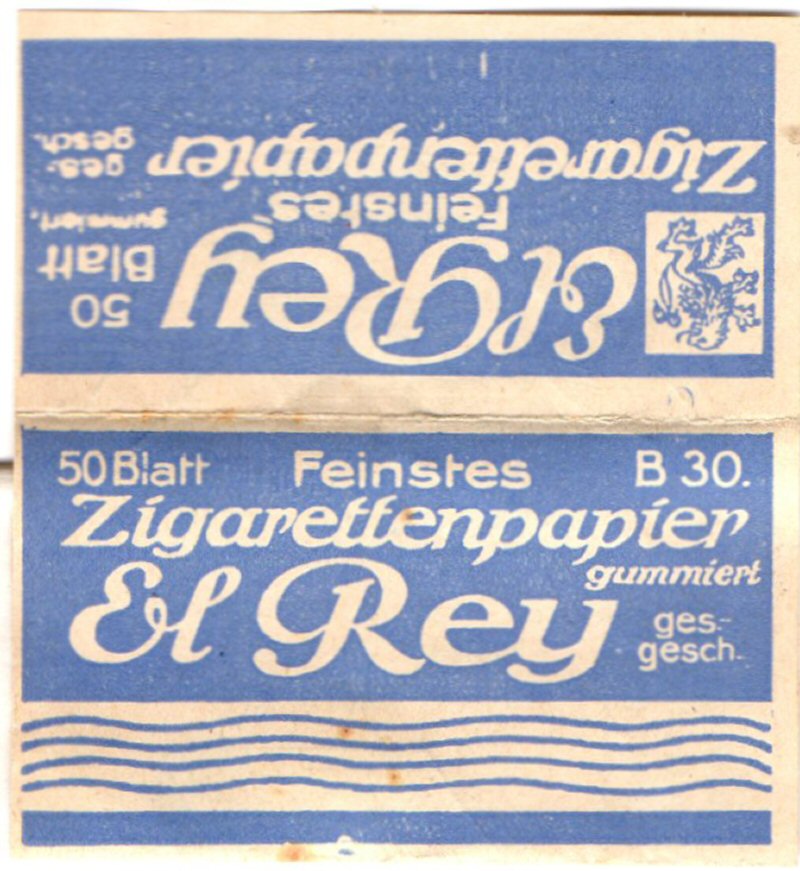 El Rey
50
Blatt
gummiert.
Feinstes
Zigarettenpapier
ges.-
gesch.
50 Blatt Feinstes B 30.
Zigarettenpapier
gummiert
El Rey
ges-
gesch.